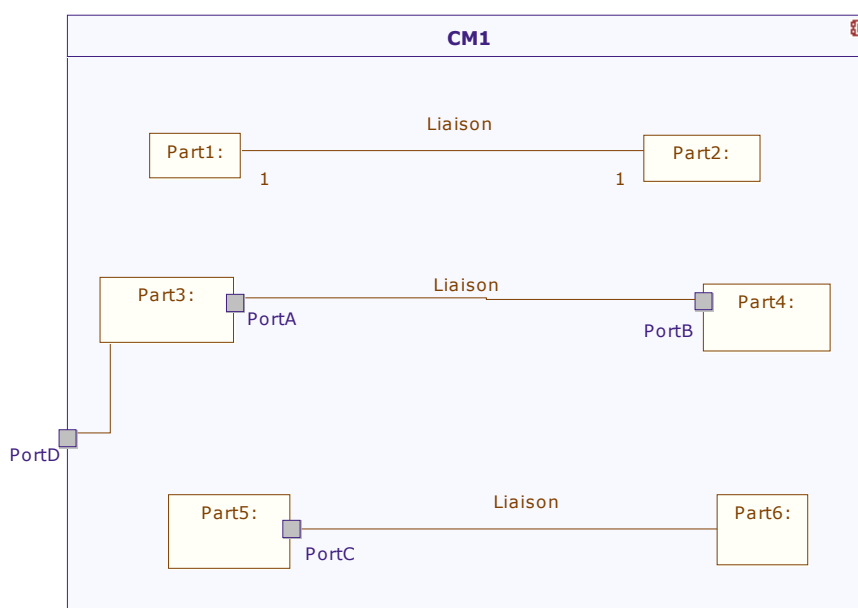 CM1
Liaison
Part1:
Part2:
1
1
Part3:
Liaison
Part4:
PortA
PortB
PortD
Part5:
Liaison
Part6:
PortC